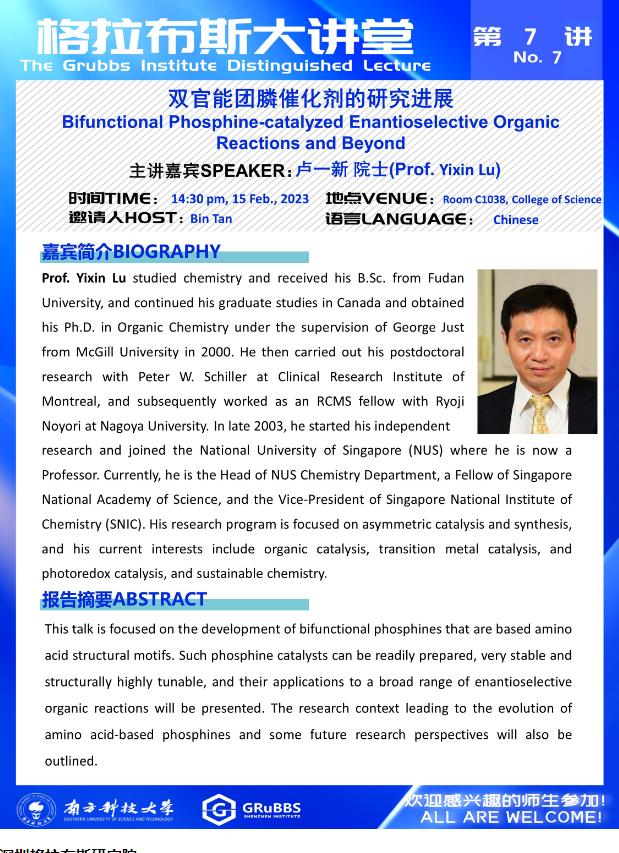 格拉布斯大讲堂
The Grubbs Institute Distinguished Lecture
第 7 讲
No. 7
双官能团膦催化剂的研究进展
Bifunctional Phosphine-catalyzed Enantioselective Organic
Reactions and Beyond
主讲嘉宾SPEAKER: 卢一新 院士(Prof. Yixin Lu)
时间TIME： 14:30 pm, 15 Feb., 2023
地点VENUE： Room C1038, College of Science
邀请人HOST： Bin Tan
语言LANGUAGE： Chinese
嘉宾简介BIOGRAPHY
Prof. Yixin Lu studied chemistry and received his B.Sc. from Fudan
University, and continued his graduate studies in Canada and obtained
his Ph.D. in Organic Chemistry under the supervision of George Just
from McGill University in 2000. He then carried out his postdoctoral
research with Peter W. Schiller at Clinical Research Institute of
Montreal, and subsequently worked as an RCMS fellow with Ryoji
Noyori at Nagoya University. In late 2003, he started his independent
research and joined the National University of Singapore (NUS) where he is now a
Professor. Currently, he is the Head of NUS Chemistry Department, a Fellow of Singapore
National Academy of Science, and the Vice-President of Singapore National Institute of
Chemistry (SNIC). His research program is focused on asymmetric catalysis and synthesis,
and his current interests include organic catalysis, transition metal catalysis, and
photoredox catalysis, and sustainable chemistry.
报告摘要ABSTRACT
This talk is focused on the development of bifunctional phosphines that are based amino
acid structural motifs. Such phosphine catalysts can be readily prepared, very stable and
structurally highly tunable, and their applications to a broad range of enantioselective
organic reactions will be presented. The research context leading to the evolution of
amino acid-based phosphines and some future research perspectives will also be
outlined.
南方科技大学
SOUTHERN UNIVERSITY OF SCIENCE AND TECHNOLOGY
GRuBBS
SHENZHEN INSTITUTE
欢迎感兴趣的师生参加!
ALL ARE WELCOME!